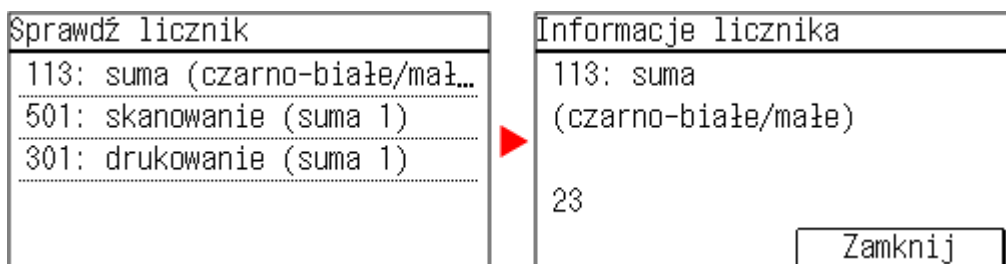 Sprawdź licznik
113: suma (czarno-białe/mał...
501: skanowanie (suma 1)
301: drukowanie (suma 1)
Informacje licznika
113: suma
(czarno-białe/małe)
23
Zamknij